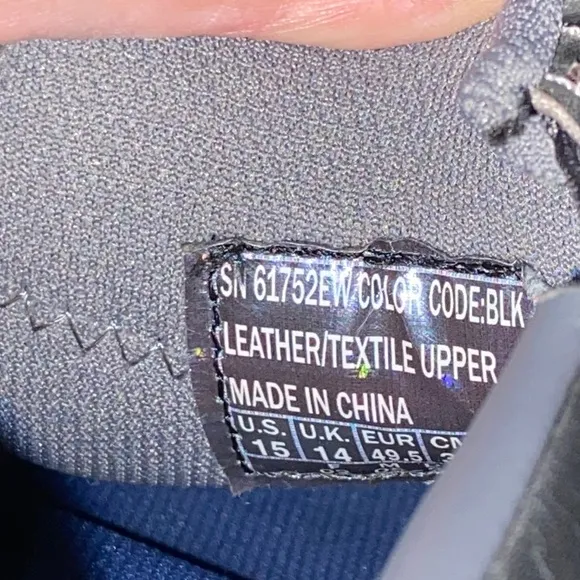 SN 61752EW COLOR CODE:BLK
LEATHER/TEXTILE UPPER
MADE IN CHINA
U.S. U.K. EUR
15 14 49.5